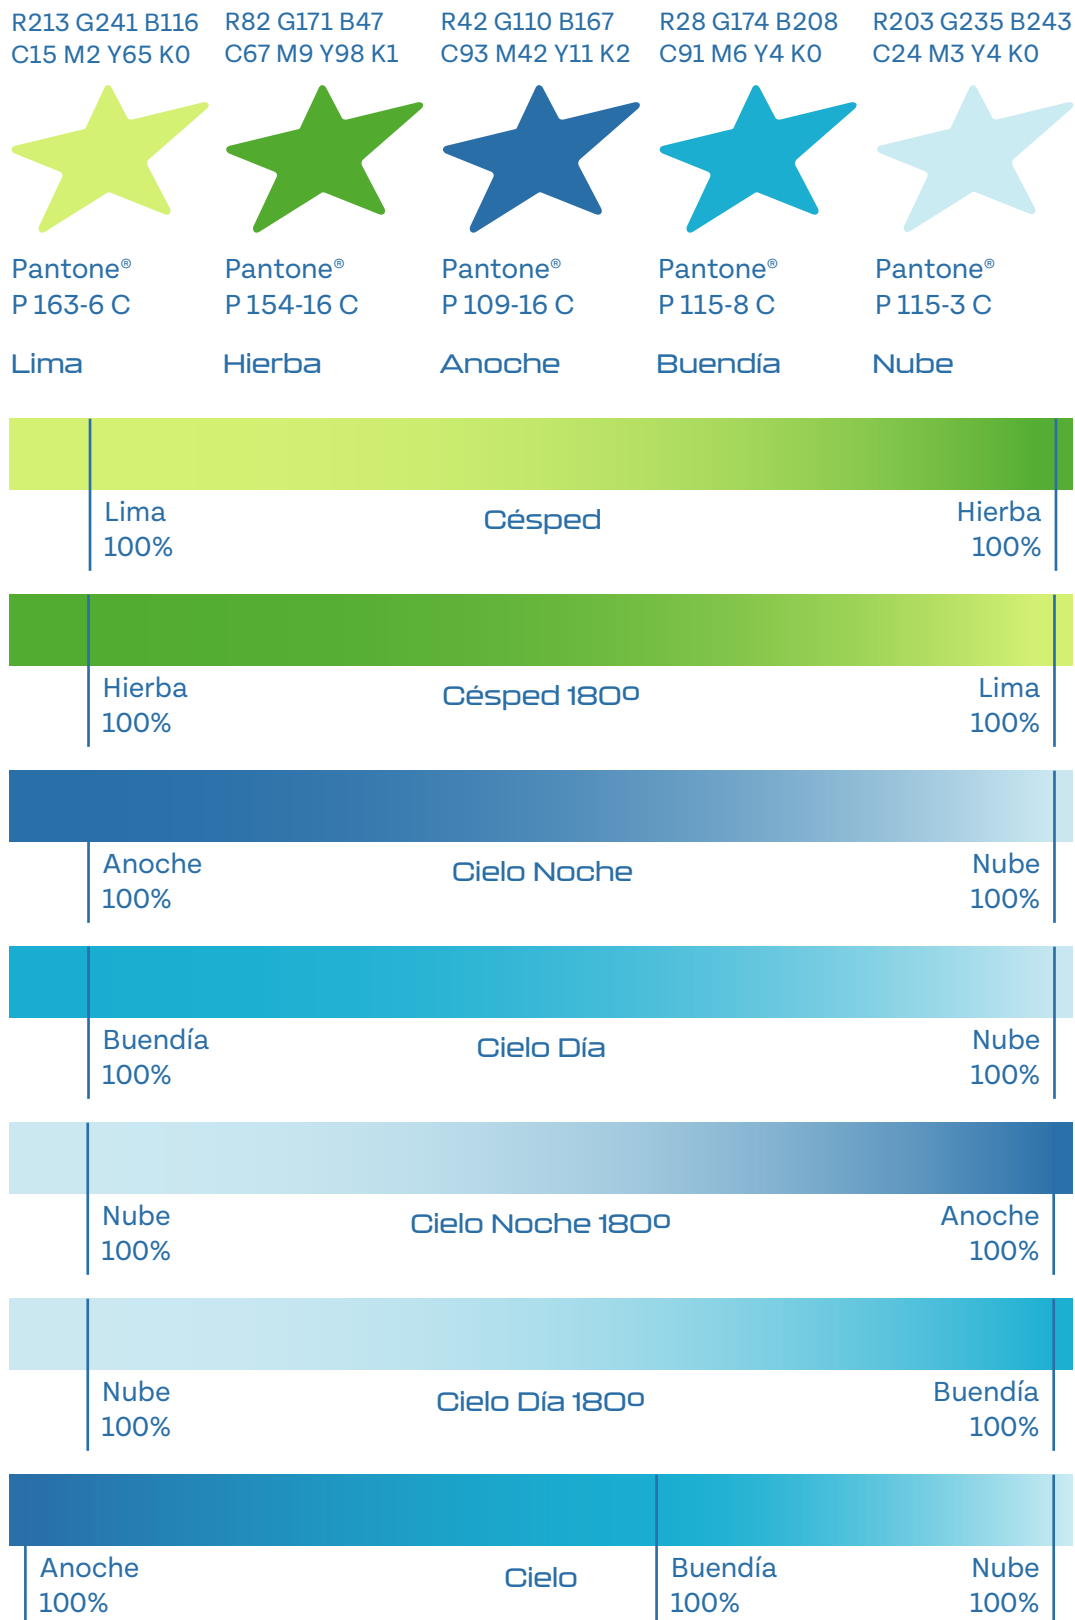 R213 G241 B116
C15 M2 Y65 K0
R82 G171 B47
C67 M9 Y98 K1
R42 G110 B167
C93 M42 Y11 K2
R28 G174 B208
C91 M6 Y4 K0
R203 G235 B243
C24 M3 Y4 K0
Pantone®
P 163-6 C
Lima
Pantone®
P 154-16 C
Hierba
Pantone®
P 109-16 C
Anoche
Pantone®
P 115-8 C
Buendía
Pantone®
P 115-3 C
Nube
Lima
100%
Césped
Hierba
100%
Hierba
100%
Césped 180º
Lima
100%
Anoche
100%
Cielo Noche
Nube
100%
Buendía
100%
Cielo Día
Nube
100%
Nube
100%
Cielo Noche 180º
Anoche
100%
Nube
100%
Cielo Día 180º
Buendía
100%
Anoche
100%
Cielo
Buendía
100%
Nube
100%